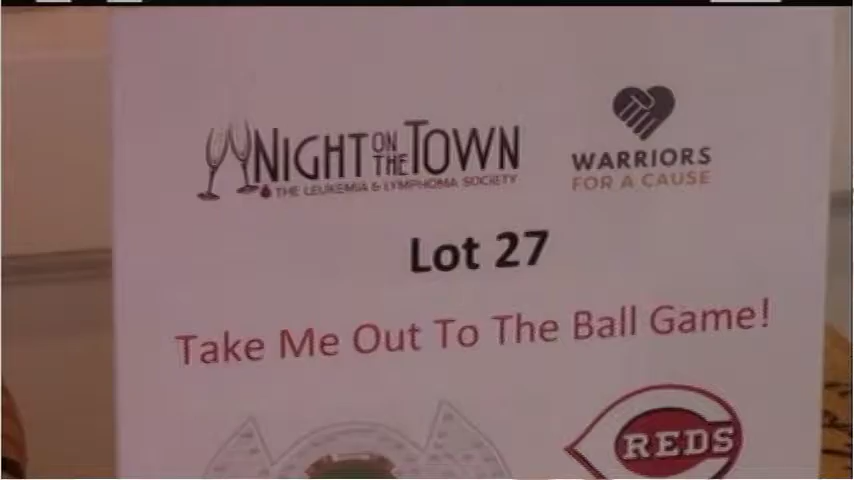 NIGHT ON THE TOWN
THE LEUKEMIA & LYMPHOMA SOCIETY
WARRIORS
FOR A CAUSE
Lot 27
Take Me Out To The Ball Game!
REDS